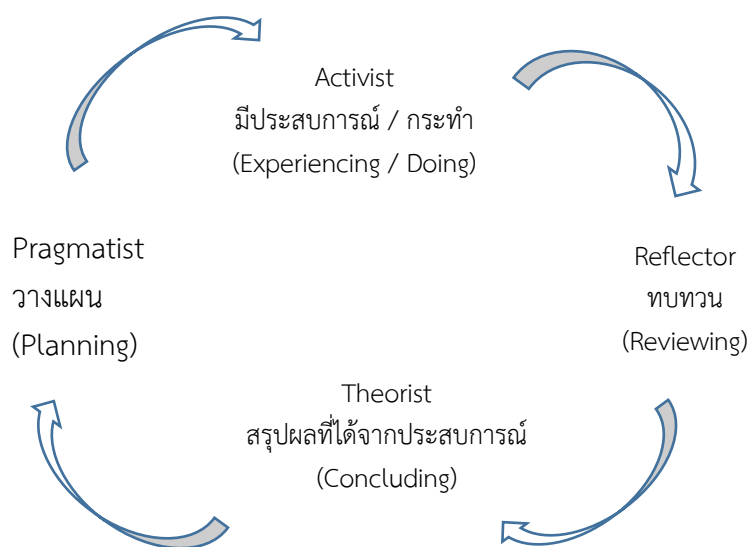 Activist
มีประสบการณ์ / กระทำ
(Experiencing / Doing)
Reflector
ทบทวน
(Reviewing)
Theorist
สรุปผลที่ได้จากประสบการณ์
(Concluding)
Pragmatist
วางแผน
(Planning)